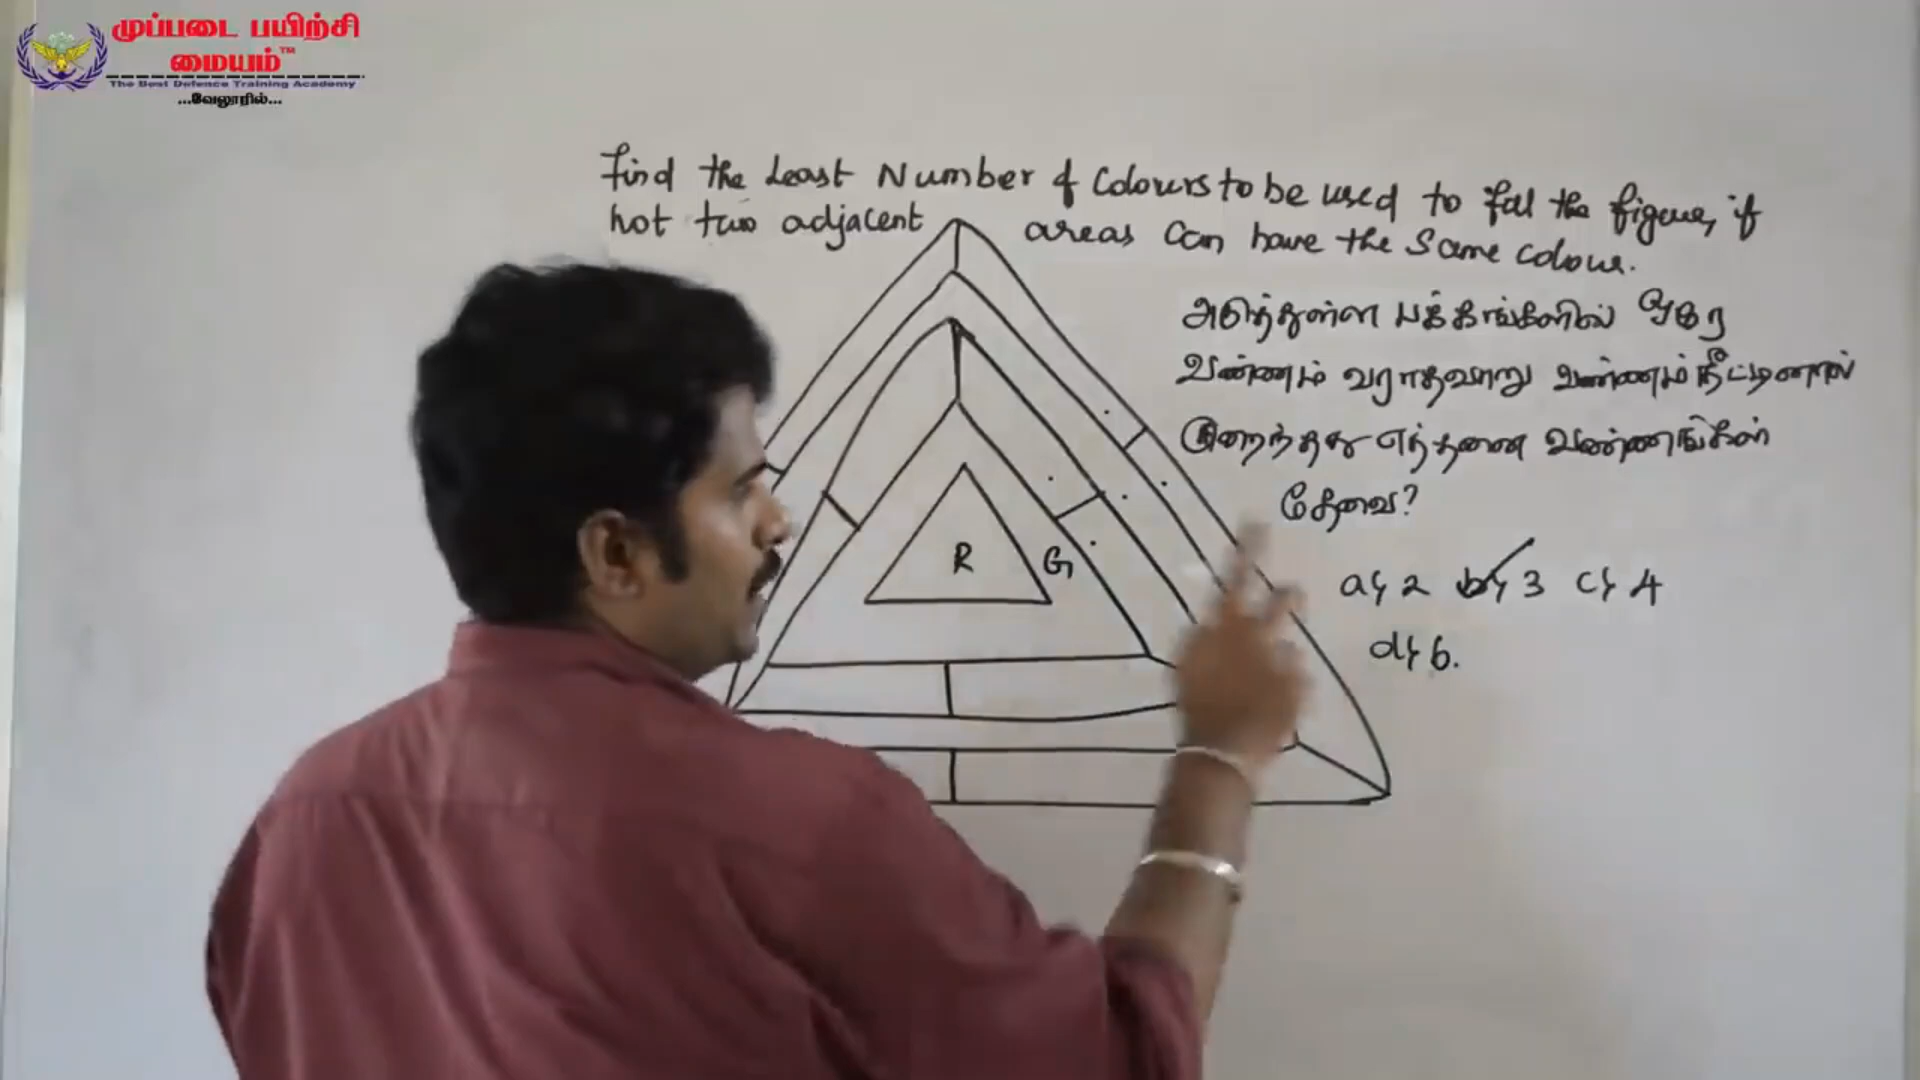 முப்படை பயிற்சி
மையம்™
The Best Defence Training Academy
...வேலூரில்...
Find the Least Number of Colours to be used to fill the figure, if
not two adjacent areas Can have the Same colour.
அடுத்துள்ள பக்கங்களில் ஒரே
வண்ணம் வராதவாறு வண்ணம் தீட்டினால்
குறைந்தது எத்தனை வண்ணங்கள்
தேவை?
R G
a) 2 b) 3 c) 4
d) 6.